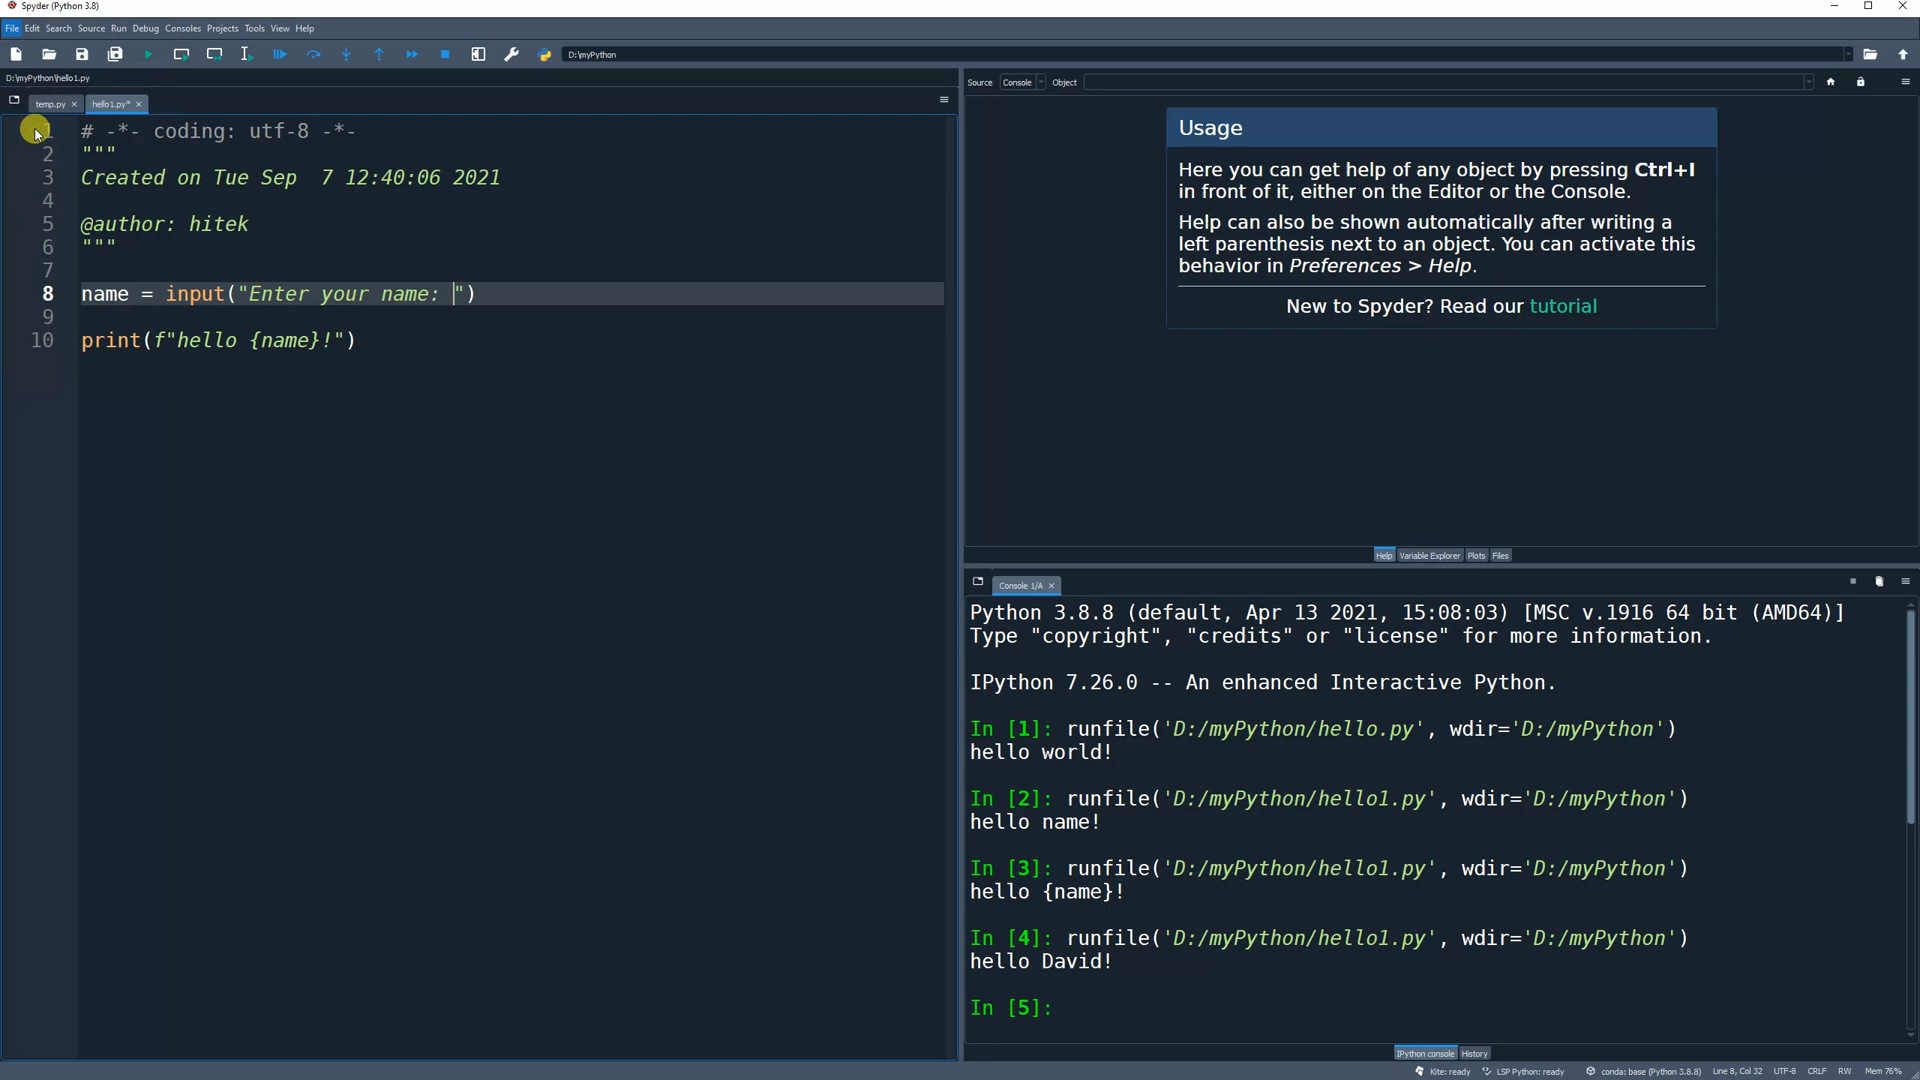 Spyder (Python 3.8)
File Edit Search Source Run Debug Consoles Projects Tools View Help
D:\myPython
D:\myPython\hello1.py
temp.py hello1.py*
1 # -*- coding: utf-8 -*-
2 """
3 Created on Tue Sep  7 12:40:06 2021
4
5 @author: hitek
6 """
7
8 name = input("Enter your name: ")
9
10 print(f"hello {name}!")
Source Console Object
Usage
Here you can get help of any object by pressing Ctrl+I
in front of it, either on the Editor or the Console.
Help can also be shown automatically after writing a
left parenthesis next to an object. You can activate this
behavior in Preferences > Help.
New to Spyder? Read our tutorial
Help Variable Explorer Plots Files
Console 1/A
Python 3.8.8 (default, Apr 13 2021, 15:08:03) [MSC v.1916 64 bit (AMD64)]
Type "copyright", "credits" or "license" for more information.
IPython 7.26.0 -- An enhanced Interactive Python.
In [1]: runfile('D:/myPython/hello.py', wdir='D:/myPython')
hello world!
In [2]: runfile('D:/myPython/hello1.py', wdir='D:/myPython')
hello name!
In [3]: runfile('D:/myPython/hello1.py', wdir='D:/myPython')
hello {name}!
In [4]: runfile('D:/myPython/hello1.py', wdir='D:/myPython')
hello David!
In [5]:
IPython console History
Kite: ready LSP Python: ready conda: base (Python 3.8.8) Line 8, Col 32 UTF-8 CRLF RW Mem 76%